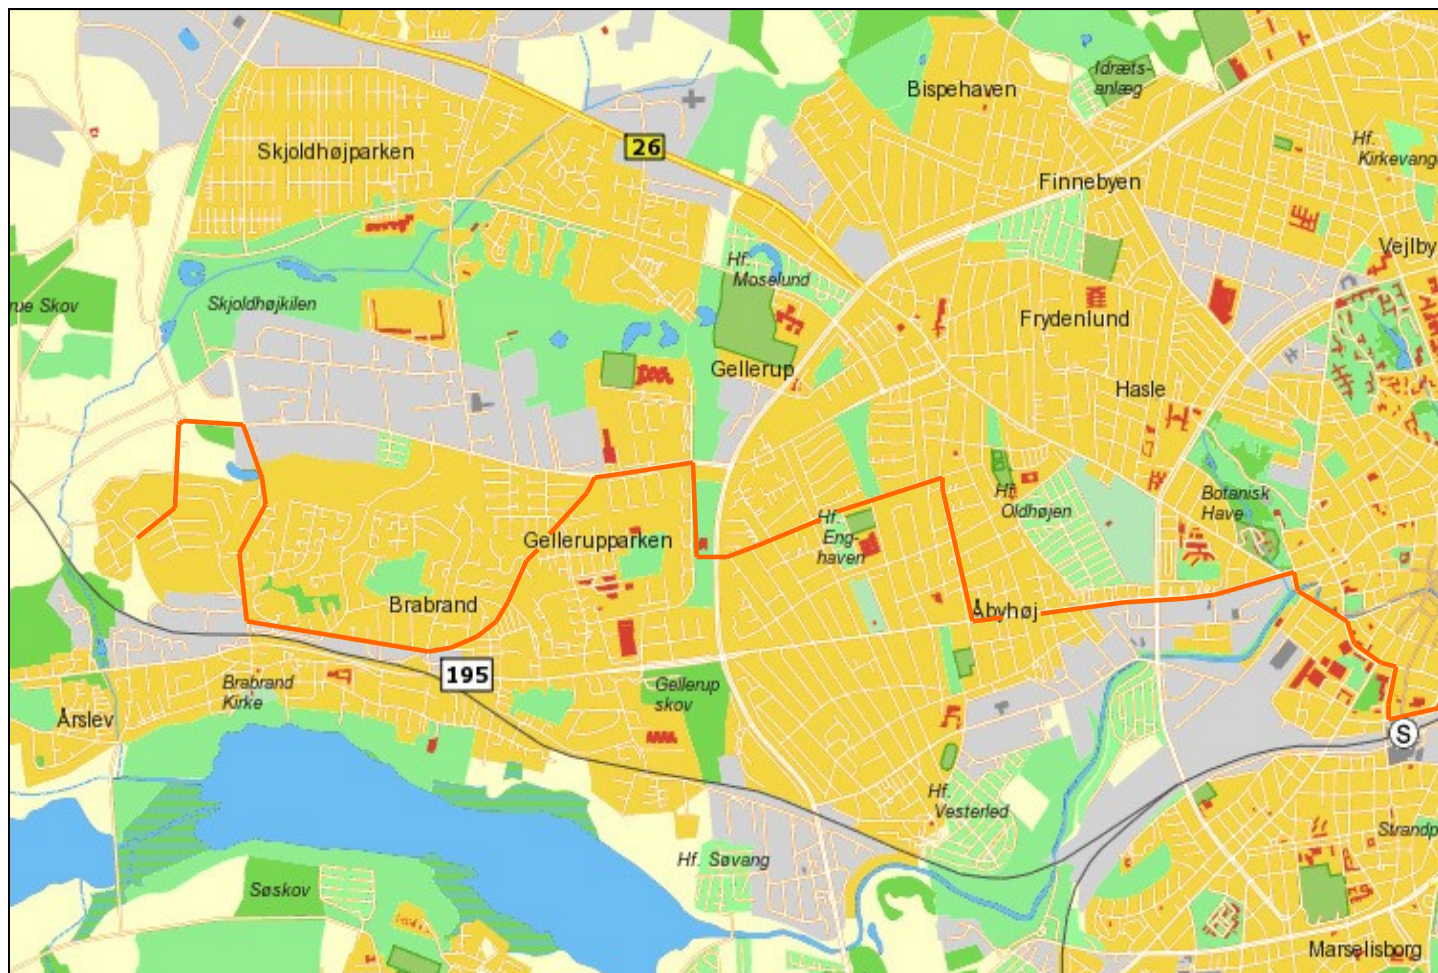 Bispehaven
Idræts-
anlæg
Skjoldhøjparken
26
Hf.
Kirkevang
Finnebyen
Vejlby
Hf.
Moselund
rue Skov
Skjoldhøjkilen
Frydenlund
Gellerup
Hasle
Hf.
Oldhøjen
Botanisk
Have
Hf.
Eng-
haven
Gellerupparken
Brabrand
Åbyhøj
195
Brabrand
Kirke
Gellerup
skov
Årslev
S
Hf.
Vesterled
Strandp
Hf. Søvang
Søskov
Marselisborg